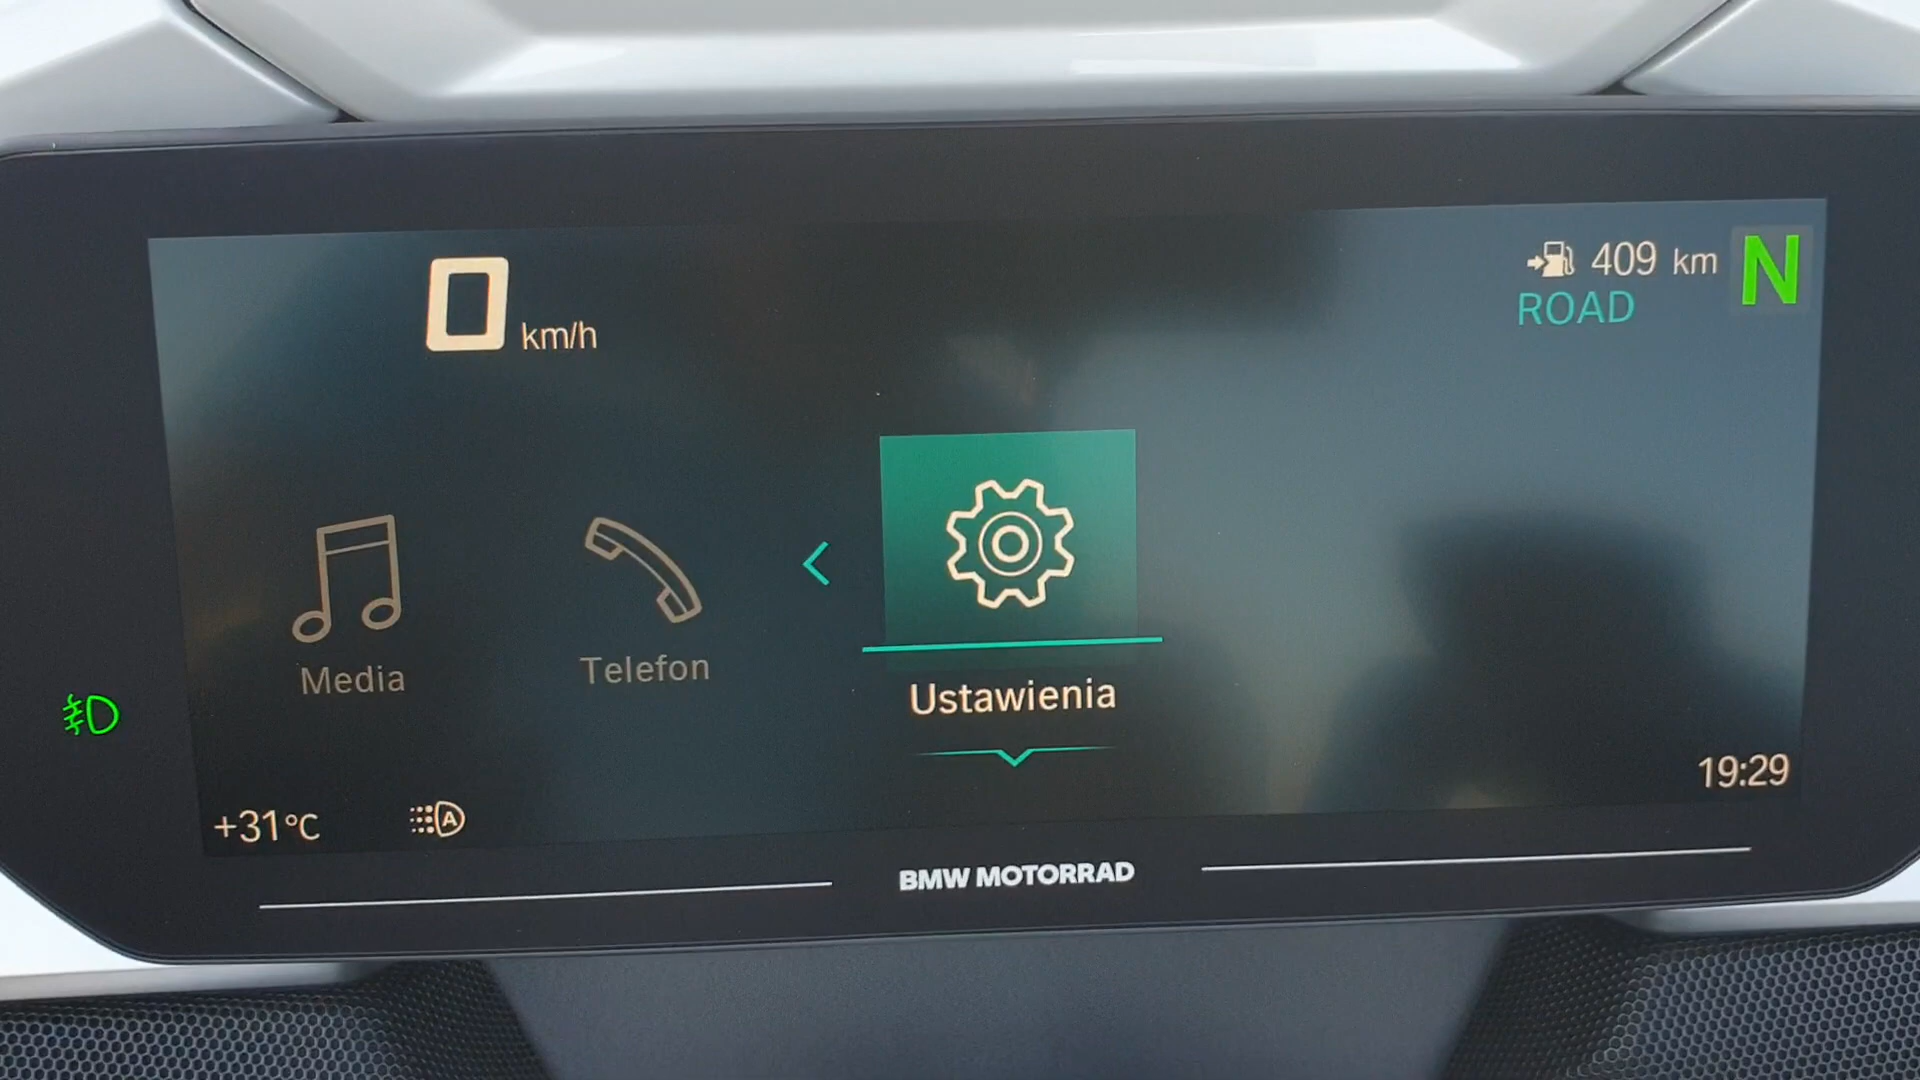 0 km/h
409 km N
ROAD
Media
Telefon
Ustawienia
+31°C
A
19:29
BMW MOTORRAD